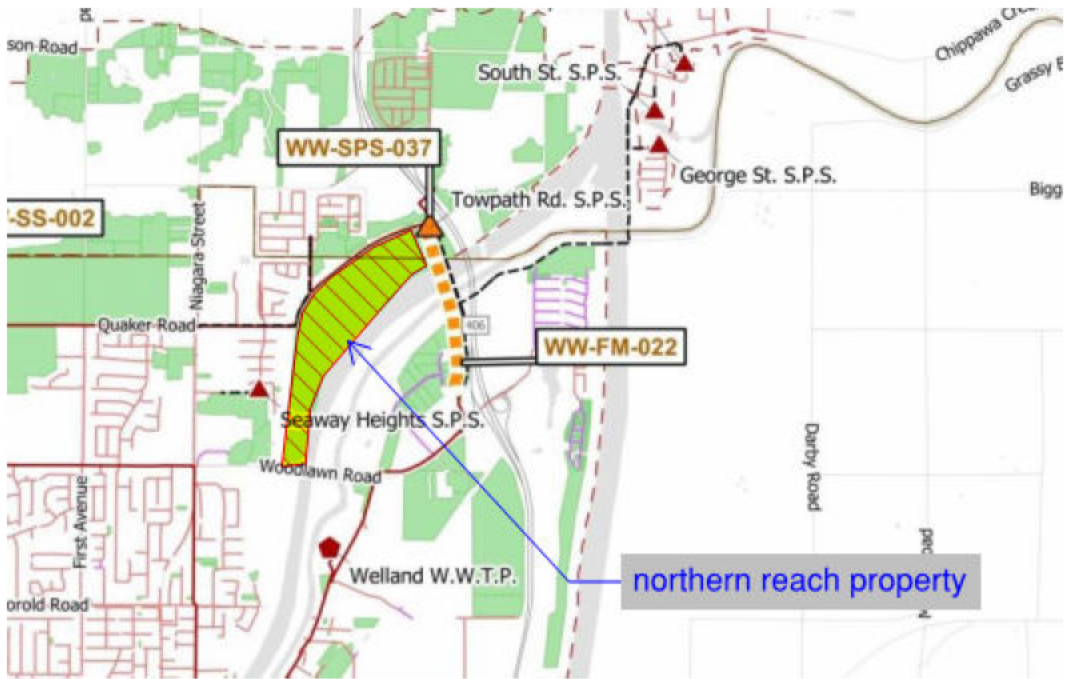 son Road
South St. S.P.S.
Chippawa Cree
Grassy B
WW-SPS-037
George St. S.P.S.
Bigg
Towpath Rd. S.P.S.
-SS-002
Niagara Street
Quaker Road
406
WW-FM-022
Seaway Heights S.P.S.
Woodlawn Road
Darby Road
First Avenue
Welland W.W.T.P.
northern reach property
orold Road